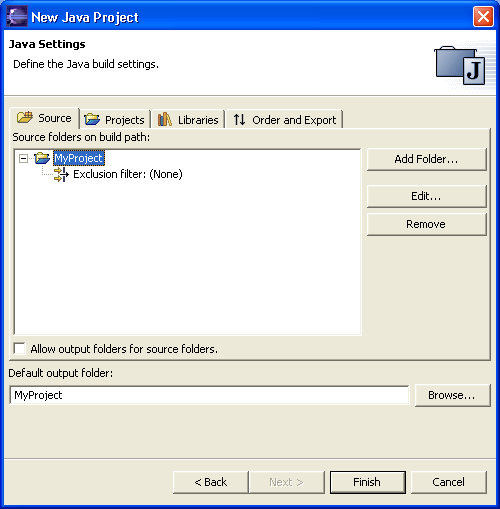 New Java Project
Java Settings
Define the Java build settings.
J
Source Projects Libraries Order and Export
Source folders on build path:
MyProject
Exclusion filter: (None)
Add Folder...
Edit...
Remove
Allow output folders for source folders.
Default output folder:
MyProject Browse...
< Back Next > Finish Cancel